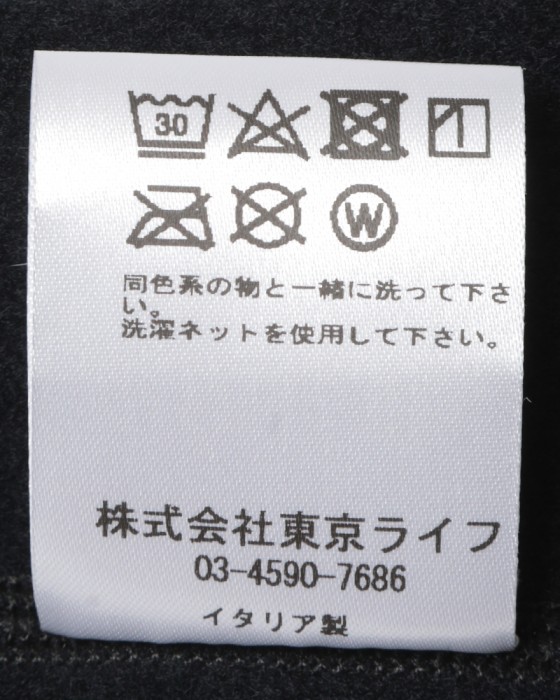 30
W
同色系の物と一緒に洗って下さ
い。
洗濯ネットを使用して下さい。
株式会社東京ライフ
03-4590-7686
イタリア製